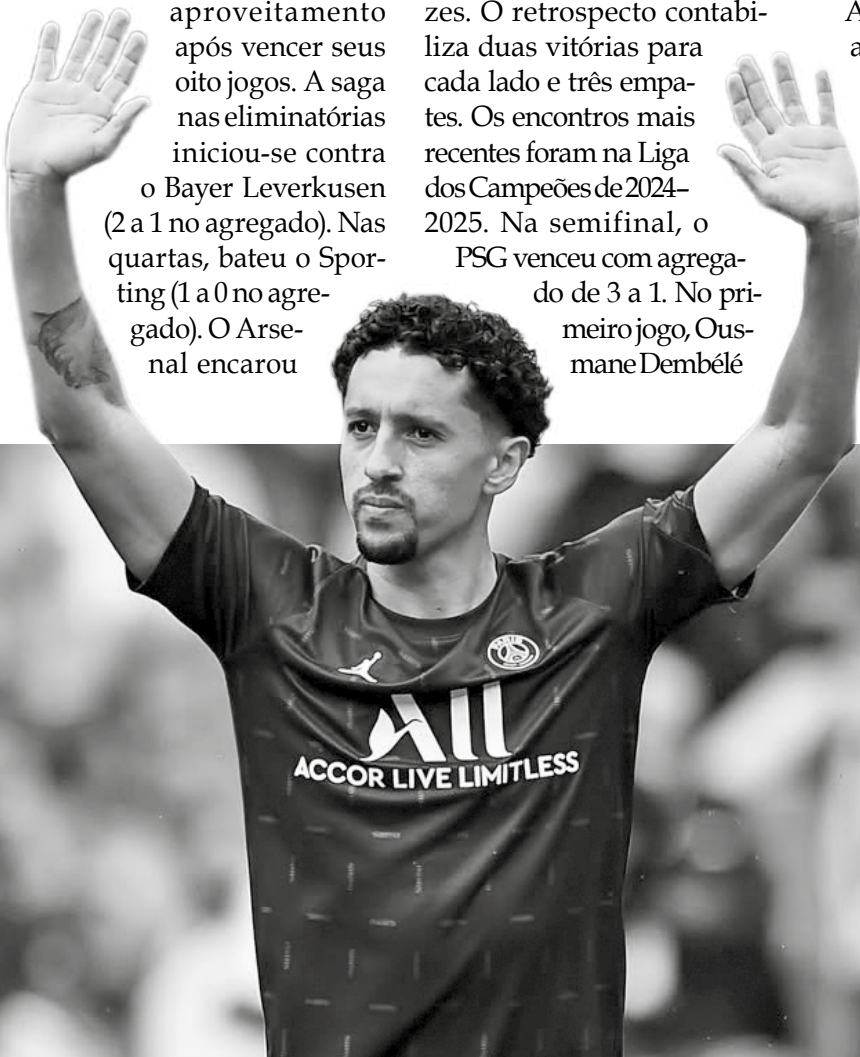 aproveitamento
após vencer seus
oito jogos. A saga
nas eliminatórias
iniciou-se contra
o Bayer Leverkusen
(2 a 1 no agregado). Nas
quartas, bateu o Spor-
ting (1 a 0 no agre-
gado). O Arse-
nal encarou
zes. O retrospecto contabi-
liza duas vitórias para
cada lado e três empa-
tes. Os encontros mais
recentes foram na Liga
dos Campeões de 2024–
2025. Na semifinal, o
PSG venceu com agrega-
do de 3 a 1. No pri-
meiro jogo, Ous-
mane Dembélé
A
a
PARIS
ALL
ACCOR LIVE LIMITLESS